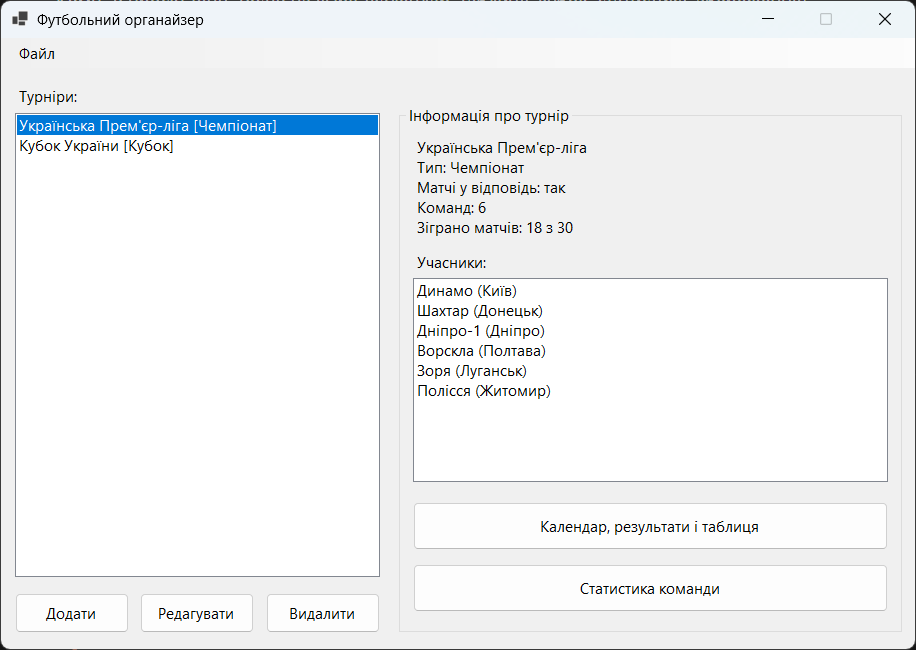 Футбольний органайзер
Файл
Турніри:
Українська Прем'єр-ліга [Чемпіонат]
Кубок України [Кубок]
Додати
Редагувати
Видалити
Інформація про турнір
Українська Прем'єр-ліга
Тип: Чемпіонат
Матчі у відповідь: так
Команд: 6
Зіграно матчів: 18 з 30
Учасники:
Динамо (Київ)
Шахтар (Донецьк)
Дніпро-1 (Дніпро)
Ворскла (Полтава)
Зоря (Луганськ)
Полісся (Житомир)
Календар, результати і таблиця
Статистика команди